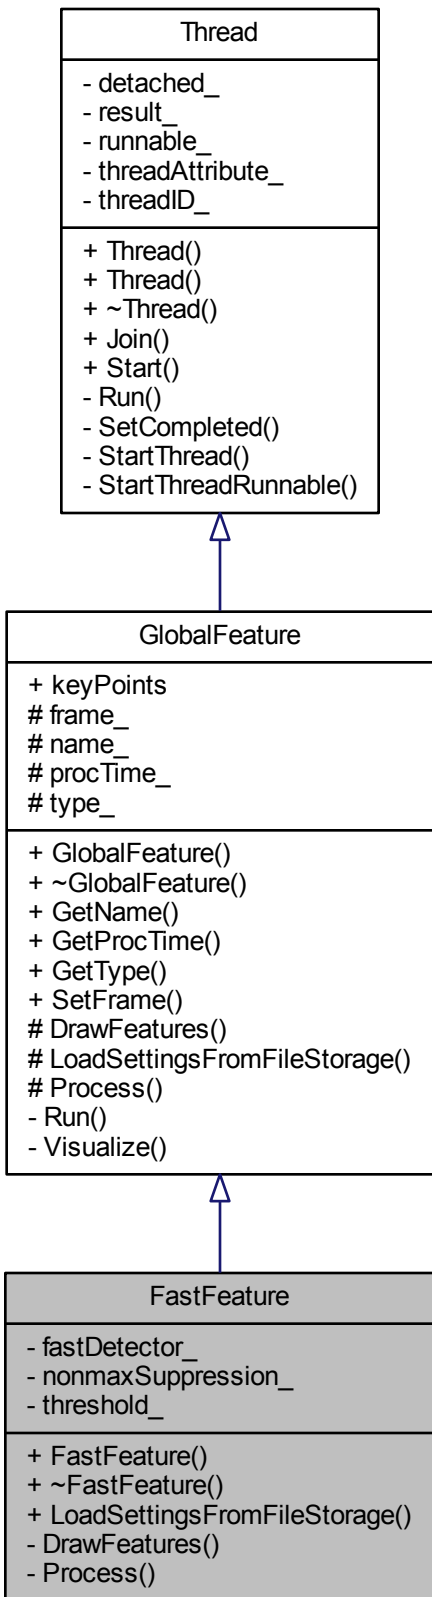 Thread
- detached_
- result_
- runnable_
- threadAttribute_
- threadID_
+ Thread()
+ Thread()
+ ~Thread()
+ Join()
+ Start()
- Run()
- SetCompleted()
- StartThread()
- StartThreadRunnable()
GlobalFeature
+ keyPoints
# frame_
# name_
# procTime_
# type_
+ GlobalFeature()
+ ~GlobalFeature()
+ GetName()
+ GetProcTime()
+ GetType()
+ SetFrame()
# DrawFeatures()
# LoadSettingsFromFileStorage()
# Process()
- Run()
- Visualize()
FastFeature
- fastDetector_
- nonmaxSuppression_
- threshold_
+ FastFeature()
+ ~FastFeature()
+ LoadSettingsFromFileStorage()
- DrawFeatures()
- Process()